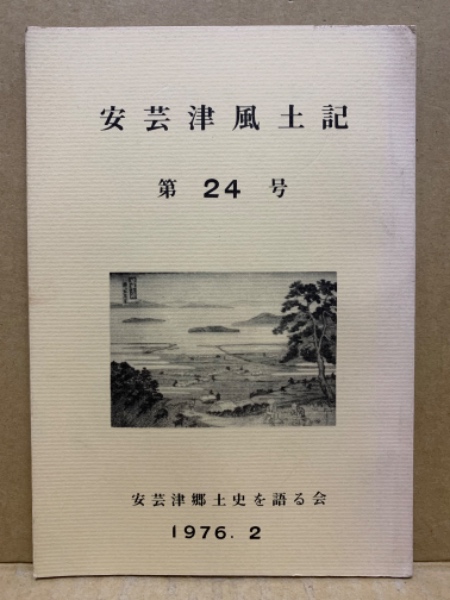 安芸津風土記
第 24 号
安芸津郷土史を語る会
1976. 2